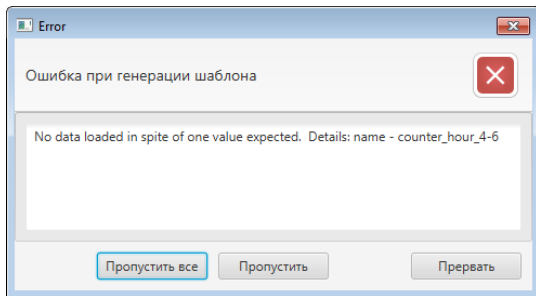 Error
Ошибка при генерации шаблона
No data loaded in spite of one value expected.  Details: name - counter_hour_4-6
Пропустить все
Пропустить
Прервать